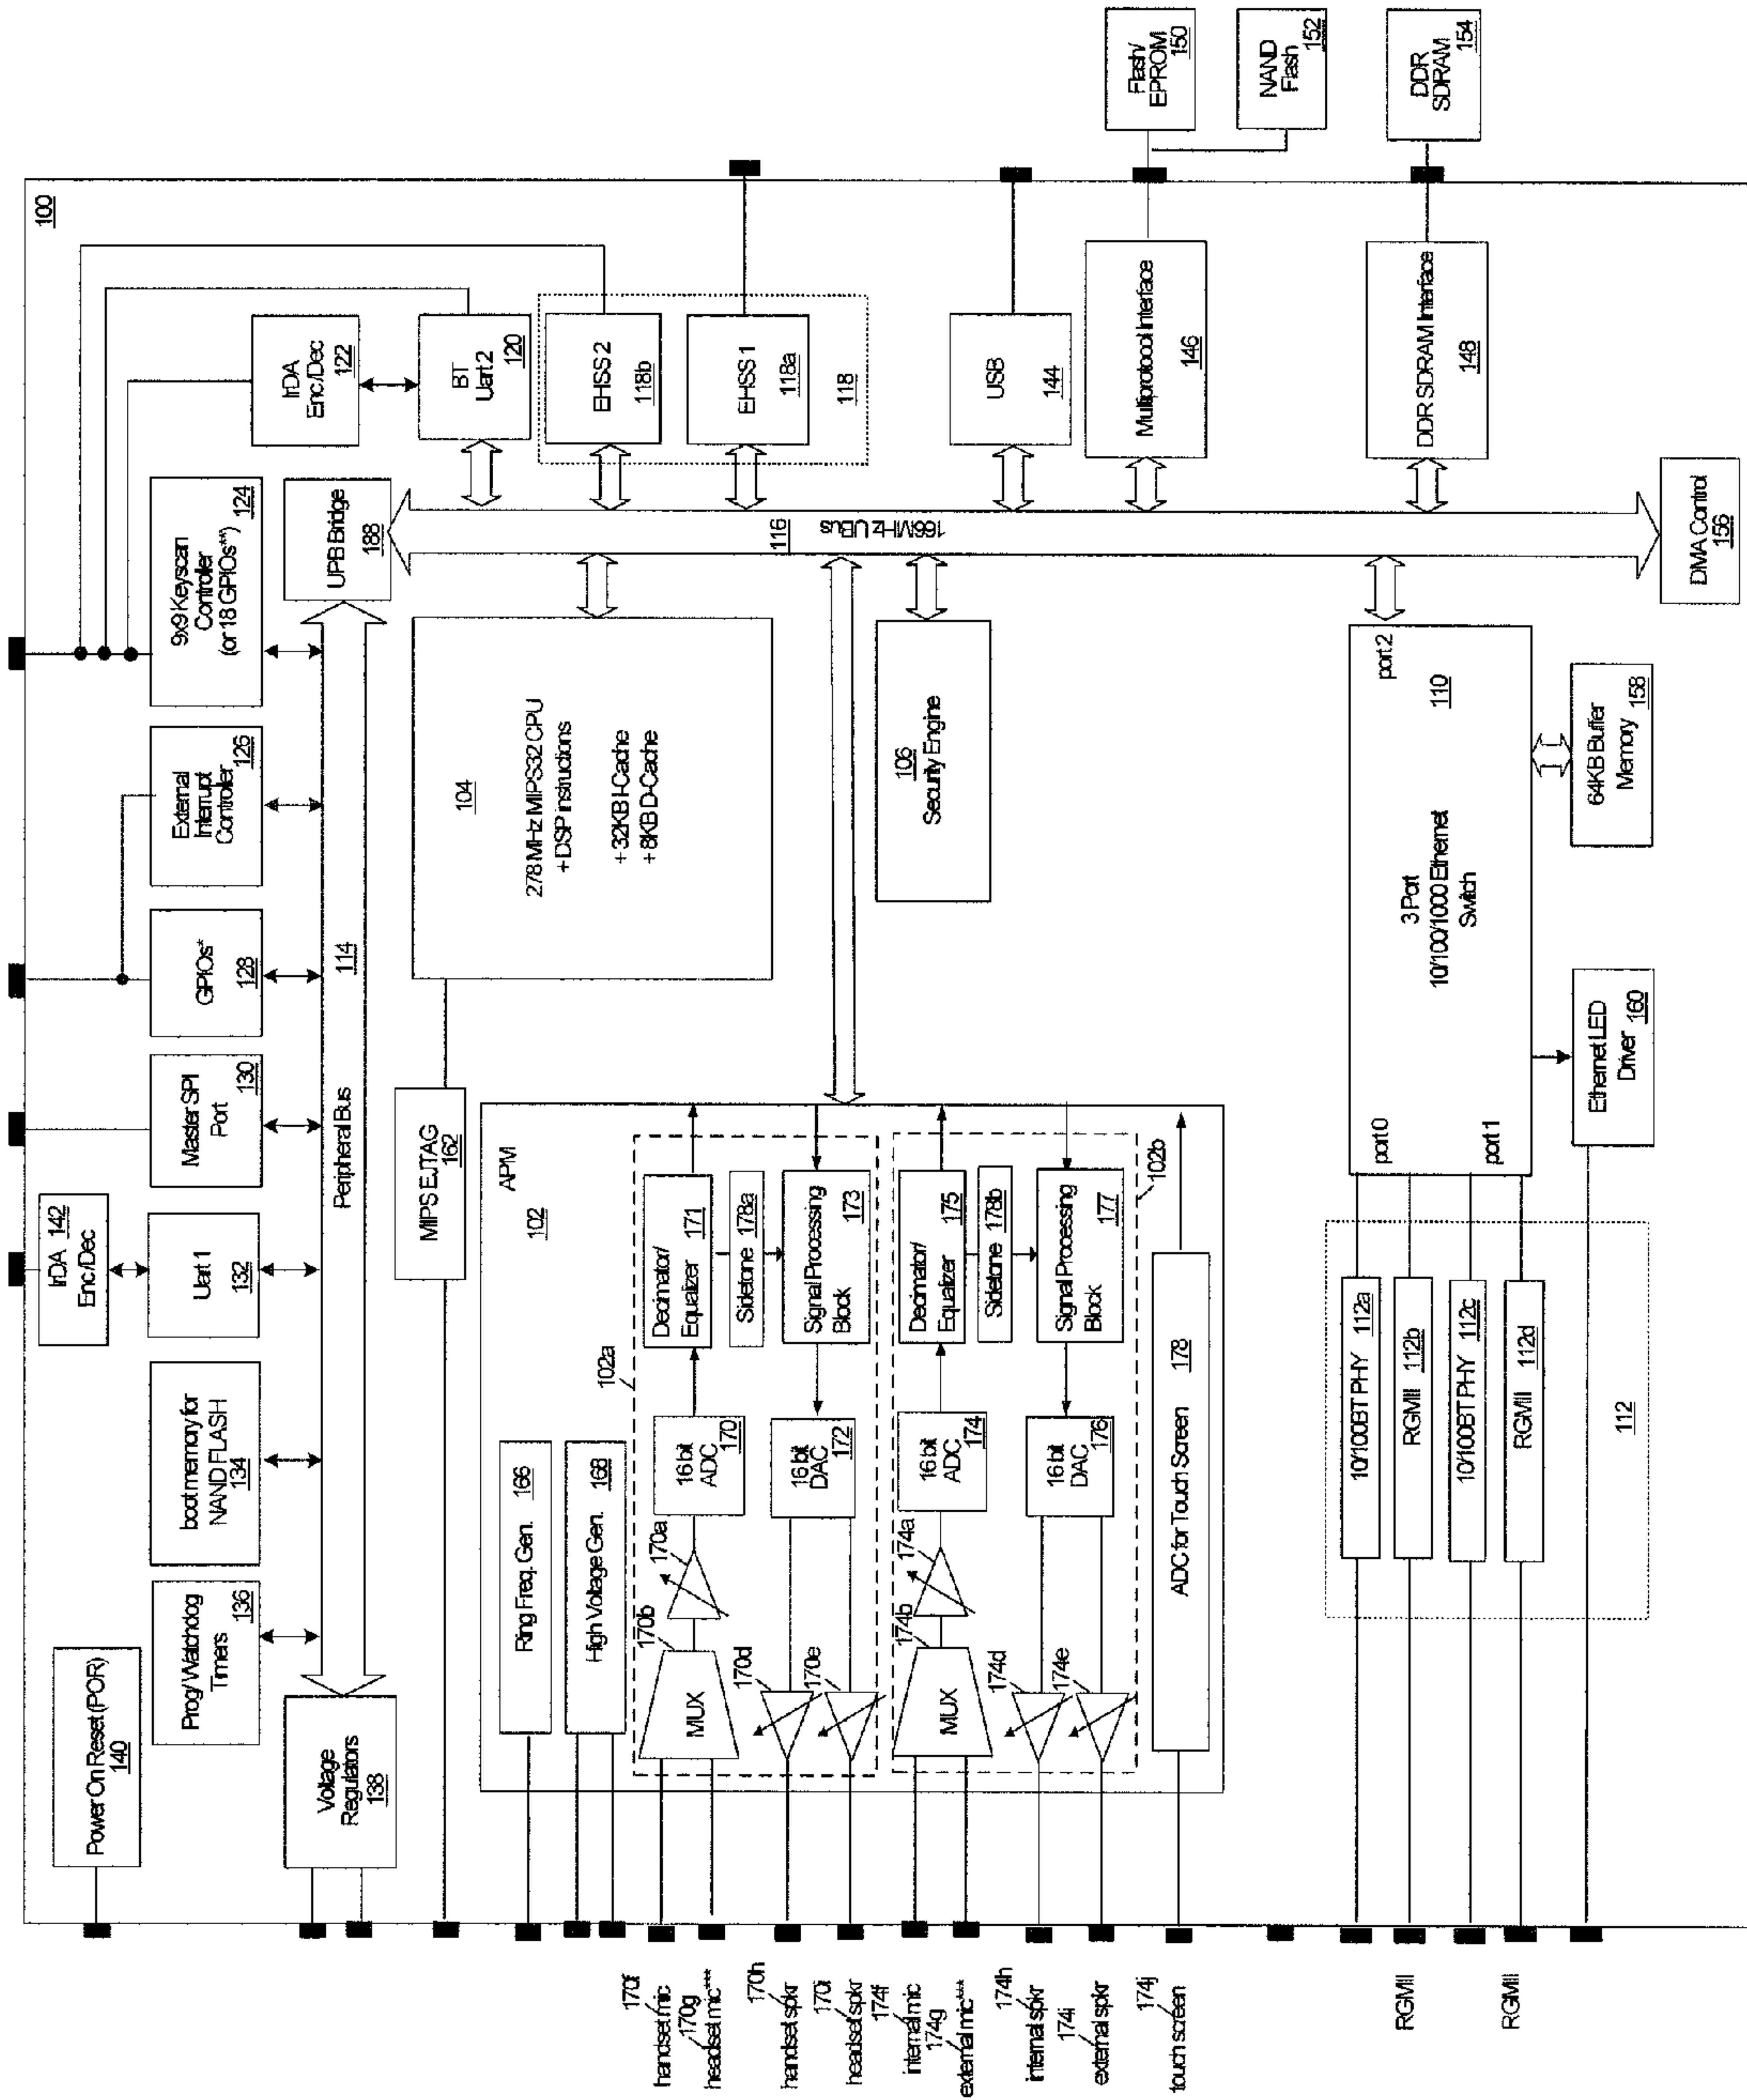 100
Power On Reset (POR)
140
Prog/Watchdog
Timers
136
boot memory for
NAND FLASH
134
IrDA
Enc/Dec
142
Uart 1
132
Master SPI
Port
130
GPIOs*
128
External
Interrupt
Controller
126
9x9 Keyscan
Controller
(or 18 GPIOs**)
124
IrDA
Enc/Dec
122
Voltage
Regulators
138
Peripheral Bus
114
UPB Bridge
188
BT
Uart 2
120
EHSS 2
118b
EHSS 1
118a
118
USB
144
Multiprotocol Interface
146
DDR SDRAM Interface
148
Flash/
EPROM
150
NAND
Flash
152
DDR
SDRAM
154
116
166MHz UBus
DMA Control
156
104
278 MHz MIPS32 CPU
+DSP instructions
+32KB I-Cache
+8KB D-Cache
MIPS EJTAG
162
106
Security Engine
APM
102
Ring Freq. Gen.
166
High Voltage Gen.
168
102a
MUX
170b
170a
16 bit
ADC
170
Decimator/
Equalizer
171
Sidetone
178a
Signal Processing
Block
173
16 bit
DAC
172
170d
170e
102b
MUX
174b
174a
16 bit
ADC
174
Decimator/
Equalizer
175
Sidetone
178b
Signal Processing
Block
177
16 bit
DAC
176
174d
174e
ADC for Touch Screen
178
170f
handset mic
170g
headset mic***
170h
handset spkr
170i
headset spkr
174f
internal mic
174g
external mic***
174h
internal spkr
174i
external spkr
174j
touch screen
RGMII
RGMII
10/100BT PHY
112a
RGMII
112b
10/100BT PHY
112c
RGMII
112d
112
port 0
port 1
port 2
3 Port
10/100/1000 Ethernet
Switch
110
Ethernet LED
Driver
160
64KB Buffer
Memory
158